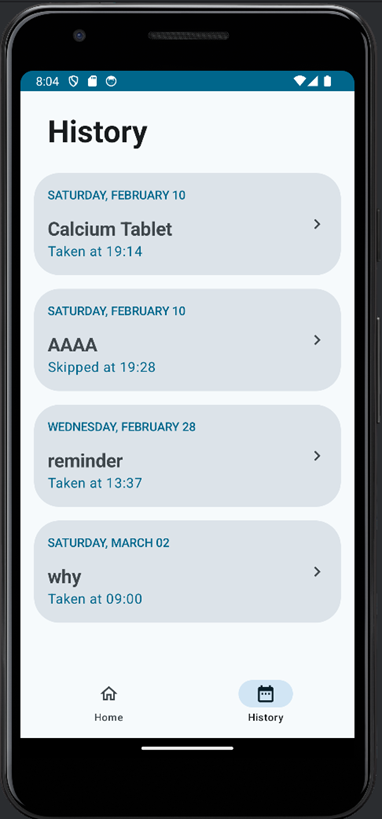 8:04
History
SATURDAY, FEBRUARY 10
Calcium Tablet
Taken at 19:14
SATURDAY, FEBRUARY 10
AAAA
Skipped at 19:28
WEDNESDAY, FEBRUARY 28
reminder
Taken at 13:37
SATURDAY, MARCH 02
why
Taken at 09:00
Home
History